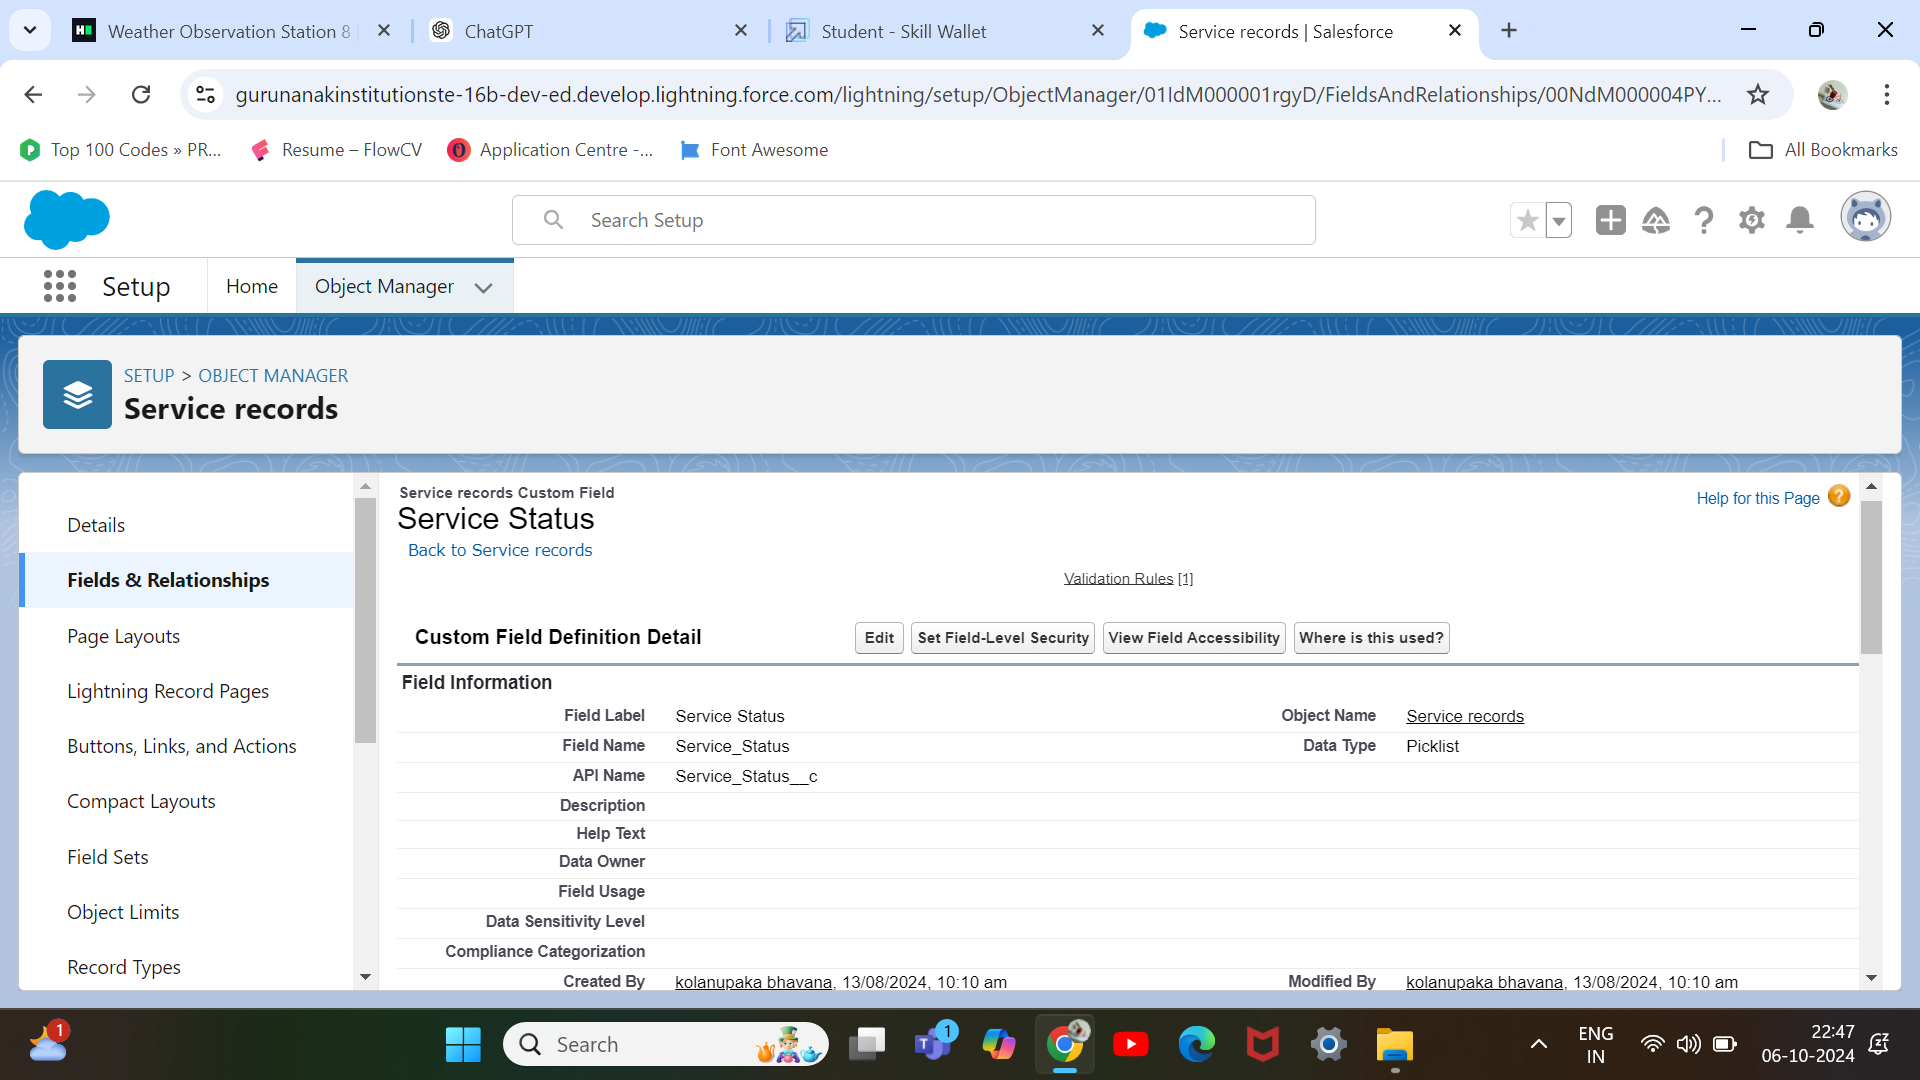 Weather Observation Station 8
ChatGPT
Student - Skill Wallet
Service records | Salesforce
gurunanakinstitutionste-16b-dev-ed.develop.lightning.force.com/lightning/setup/ObjectManager/01IdM000001rgyD/FieldsAndRelationships/00NdM000004PY...
Top 100 Codes » PR...
Resume – FlowCV
Application Centre -...
Font Awesome
All Bookmarks
Search Setup
Setup
Home
Object Manager
SETUP > OBJECT MANAGER
Service records
Details
Fields & Relationships
Page Layouts
Lightning Record Pages
Buttons, Links, and Actions
Compact Layouts
Field Sets
Object Limits
Record Types
Service records Custom Field
Service Status
Back to Service records
Help for this Page
Validation Rules [1]
Custom Field Definition Detail
Edit
Set Field-Level Security
View Field Accessibility
Where is this used?
Field Information
Field Label Service Status Object Name Service records
Field Name Service_Status Data Type Picklist
API Name Service_Status__c
Description
Help Text
Data Owner
Field Usage
Data Sensitivity Level
Compliance Categorization
Created By kolanupaka bhavana, 13/08/2024, 10:10 am Modified By kolanupaka bhavana, 13/08/2024, 10:10 am
1
Search
1
ENG
IN
22:47
06-10-2024